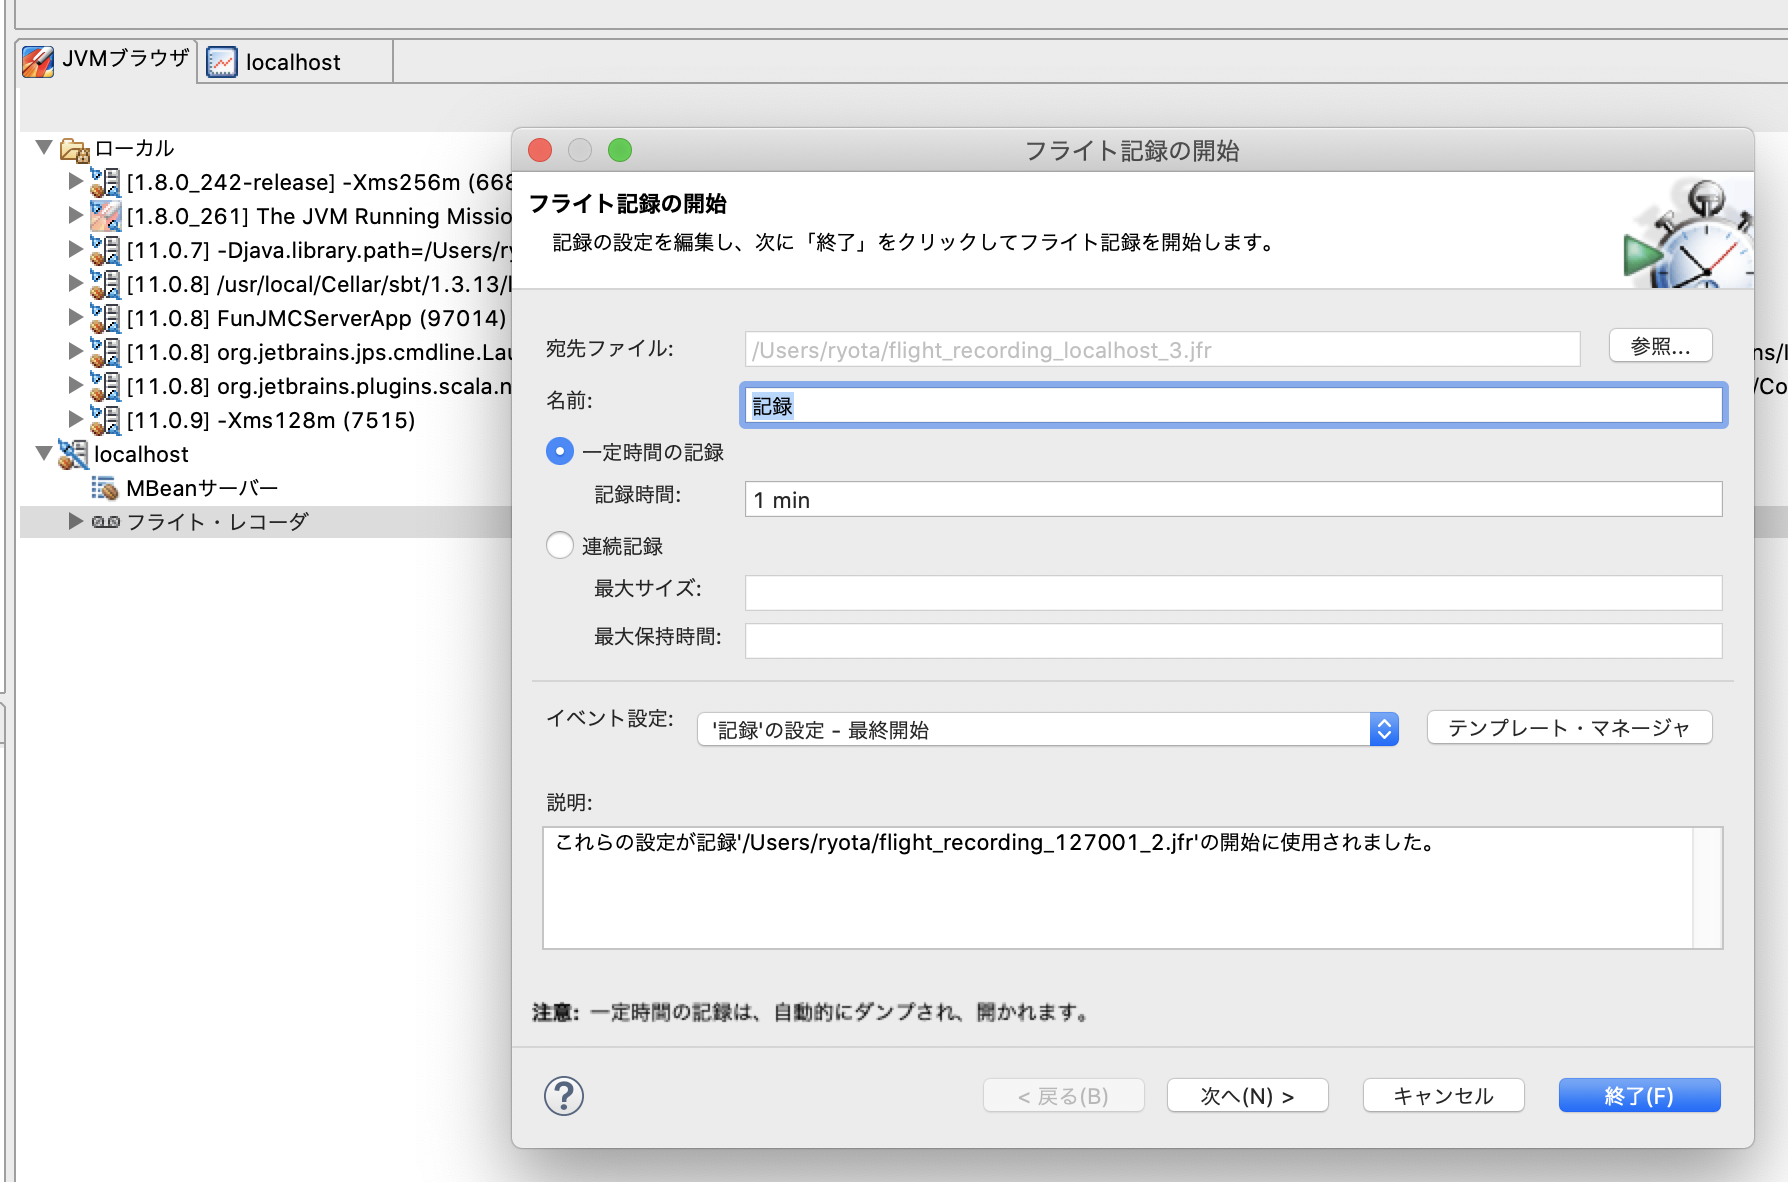 JVMブラウザ
localhost
ローカル
[1.8.0_242-release] -Xms256m (668
[1.8.0_261] The JVM Running Missio
[11.0.7] -Djava.library.path=/Users/ry
[11.0.8] /usr/local/Cellar/sbt/1.3.13/l
[11.0.8] FunJMCServerApp (97014)
[11.0.8] org.jetbrains.jps.cmdline.Lau
[11.0.8] org.jetbrains.plugins.scala.n
[11.0.9] -Xms128m (7515)
localhost
MBeanサーバー
フライト・レコーダ
フライト記録の開始
フライト記録の開始
記録の設定を編集し、次に「終了」をクリックしてフライト記録を開始します。
宛先ファイル: /Users/ryota/flight_recording_localhost_3.jfr 参照...
名前: 記録
一定時間の記録
記録時間: 1 min
連続記録
最大サイズ:
最大保持時間:
イベント設定: '記録'の設定 - 最終開始 テンプレート・マネージャ
説明:
これらの設定が記録'/Users/ryota/flight_recording_127001_2.jfr'の開始に使用されました。
注意: 一定時間の記録は、自動的にダンプされ、開かれます。
? < 戻る(B) 次へ(N) > キャンセル 終了(F)
ns/l
/Co